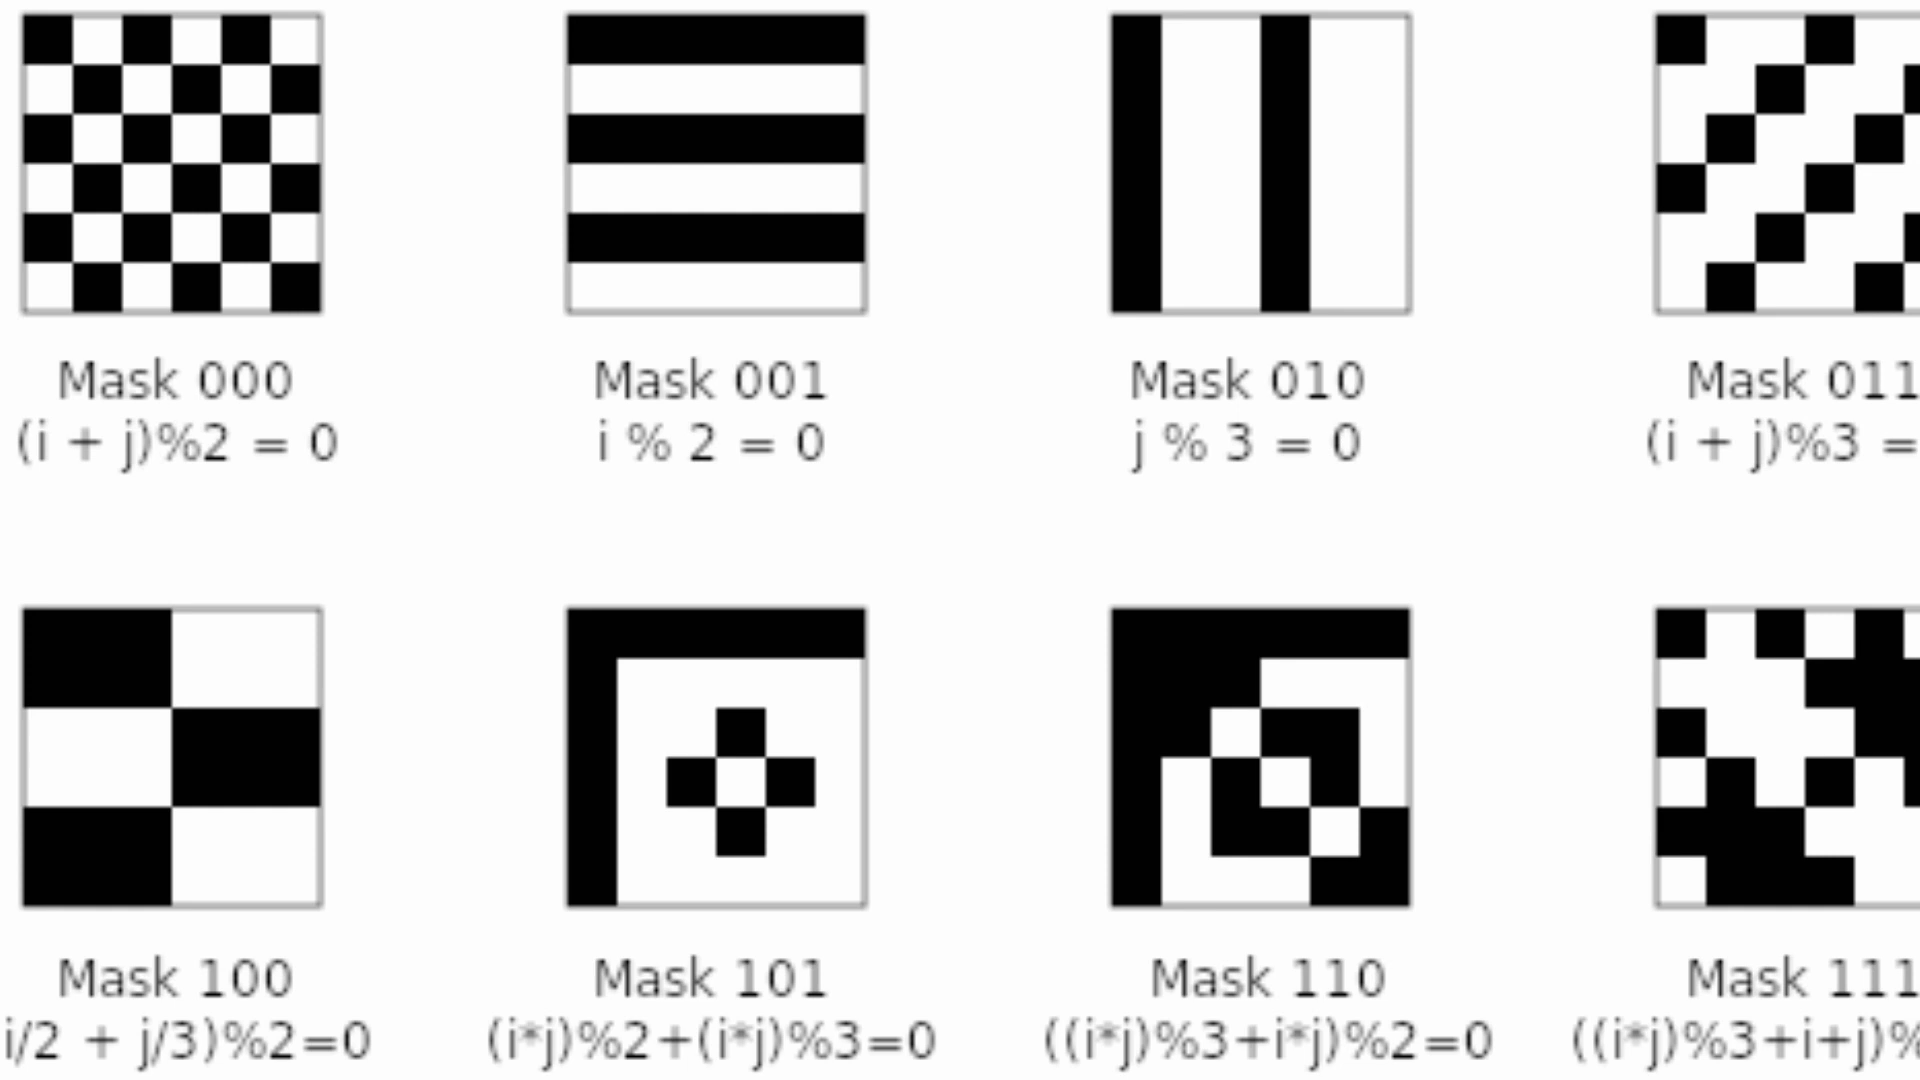 Mask 000
Mask 001
Mask 010
Mask 011
(i + j)%2 = 0
i % 2 = 0
j % 3 = 0
(i + j)%3 =
Mask 100
Mask 101
Mask 110
Mask 111
i/2 + j/3)%2=0
(i*j)%2+(i*j)%3=0
((i*j)%3+i*j)%2=0
((i*j)%3+i+j)%